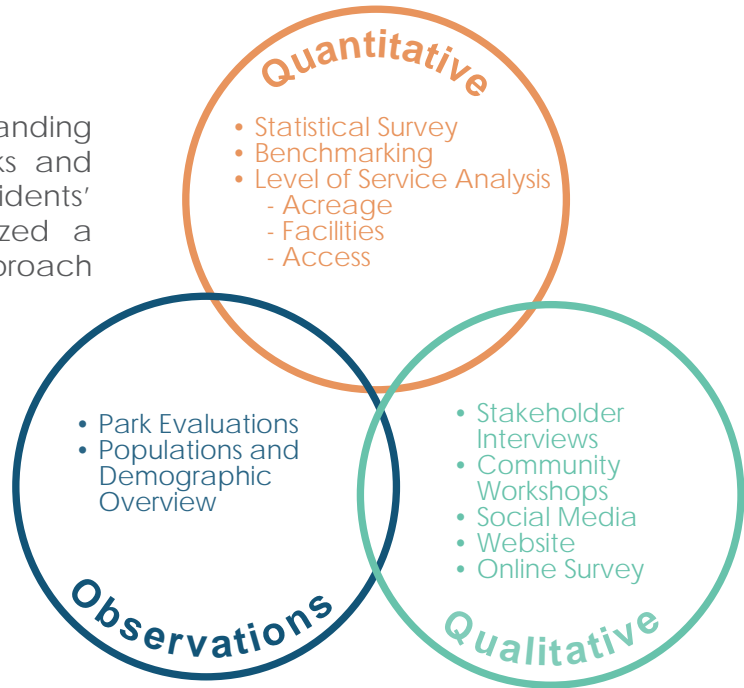 anding
ks and
idents'
zed a
proach
Quantitative
• Statistical Survey
• Benchmarking
• Level of Service Analysis
- Acreage
- Facilities
- Access
• Park Evaluations
• Populations and
Demographic
Overview
Observations
• Stakeholder
Interviews
• Community
Workshops
• Social Media
• Website
• Online Survey
Qualitative